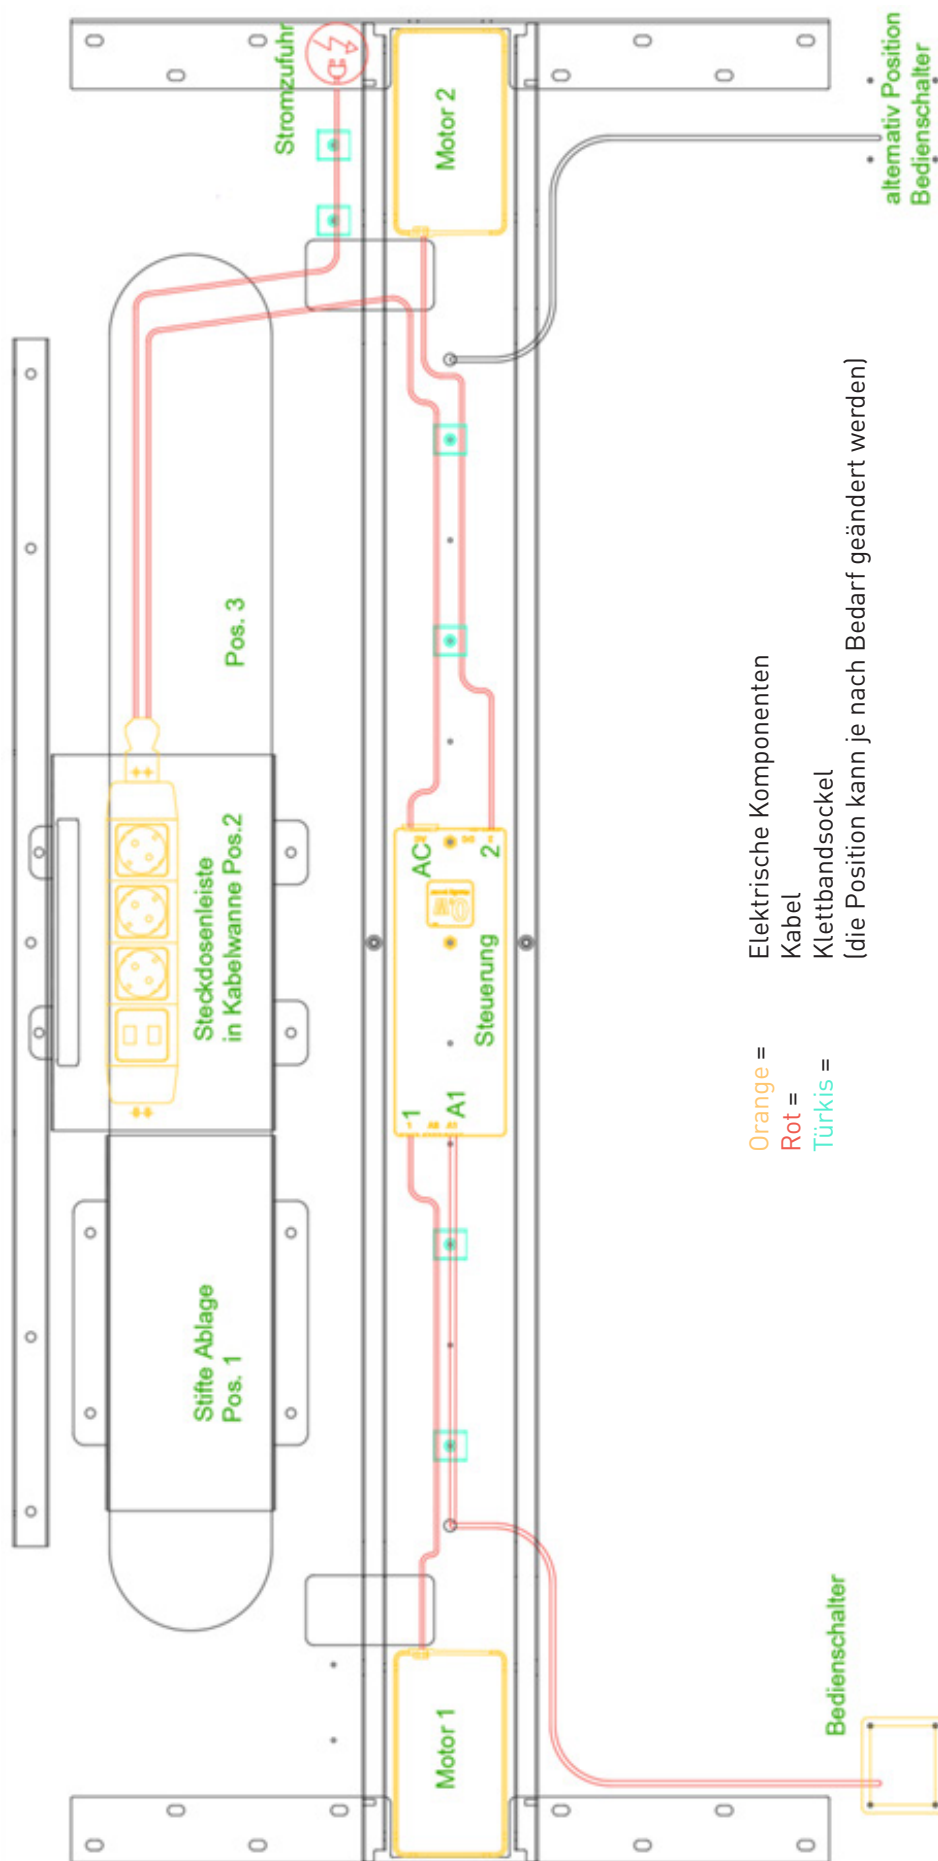 Stromzufuhr
Motor 2
alternativ Position
Bedienschalter
Pos. 3
Steckdosenleiste
in Kabelwanne Pos.2
AC
2
Steuerung
1
A1
Stifte Ablage
Pos. 1
Motor 1
Bedienschalter
Orange = Elektrische Komponenten
Rot = Kabel
Türkis = Klettbandsockel
(die Position kann je nach Bedarf geändert werden)